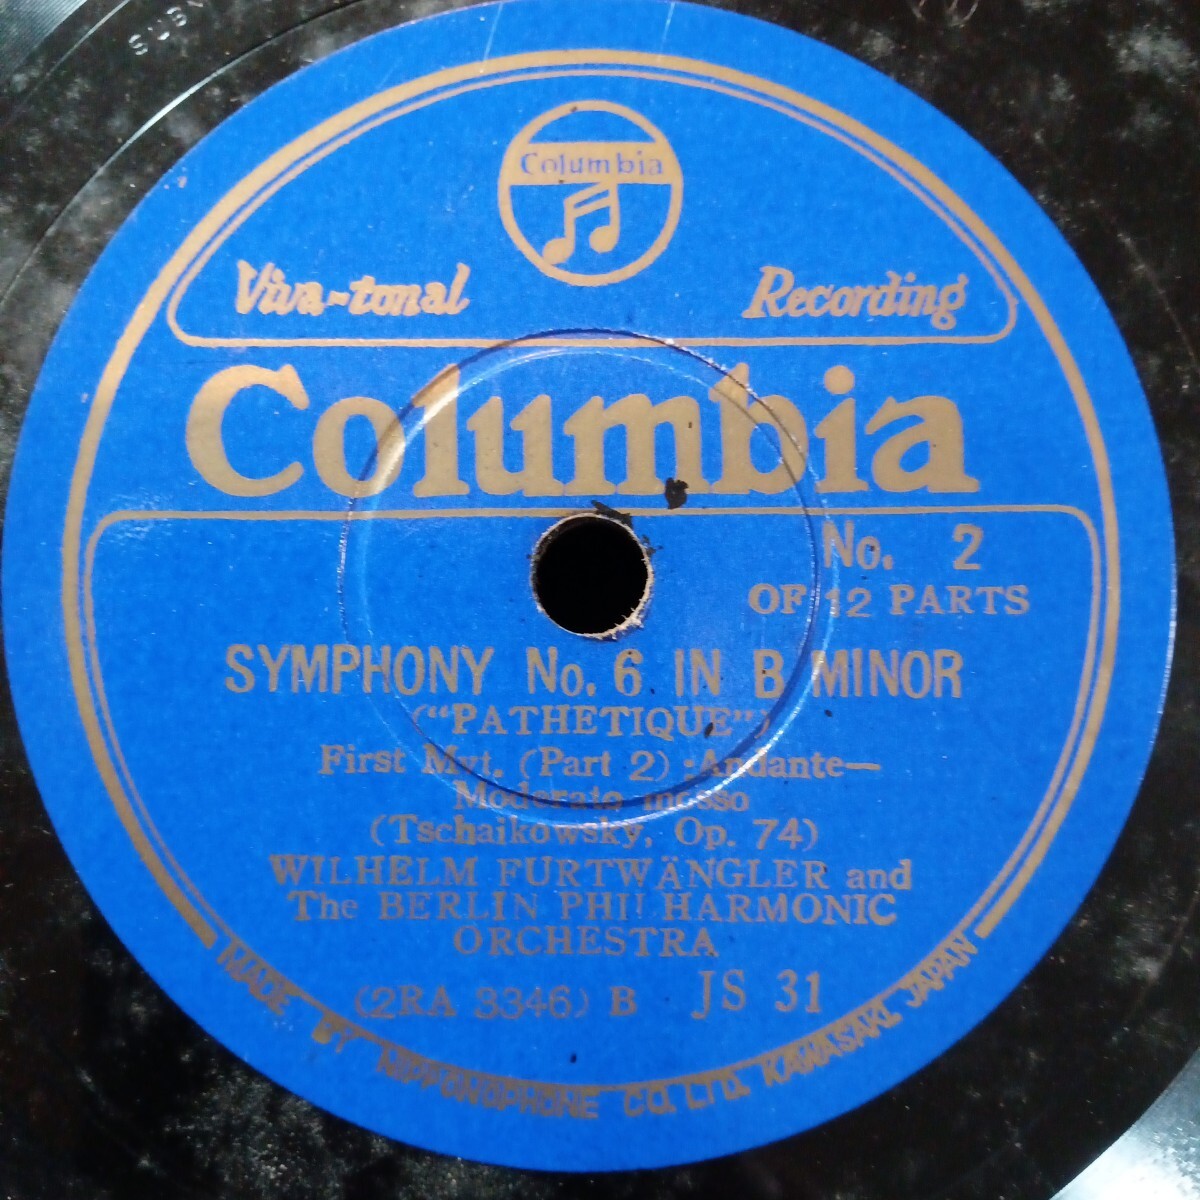 Columbia
Viva-tonal Recording
Columbia
No. 2
OF 12 PARTS
SYMPHONY No. 6 IN B MINOR
("PATHETIQUE")
First Mvt. (Part 2) :Andante—
Moderato mosso
(Tschaikowsky, Op. 74)
WILHELM FURTWÄNGLER and
The BERLIN PHILHARMONIC
ORCHESTRA
(2RA 3346) B JS 31
MADE BY NIPPONOPHONE CO. LTD. KAWASAKI, JAPAN